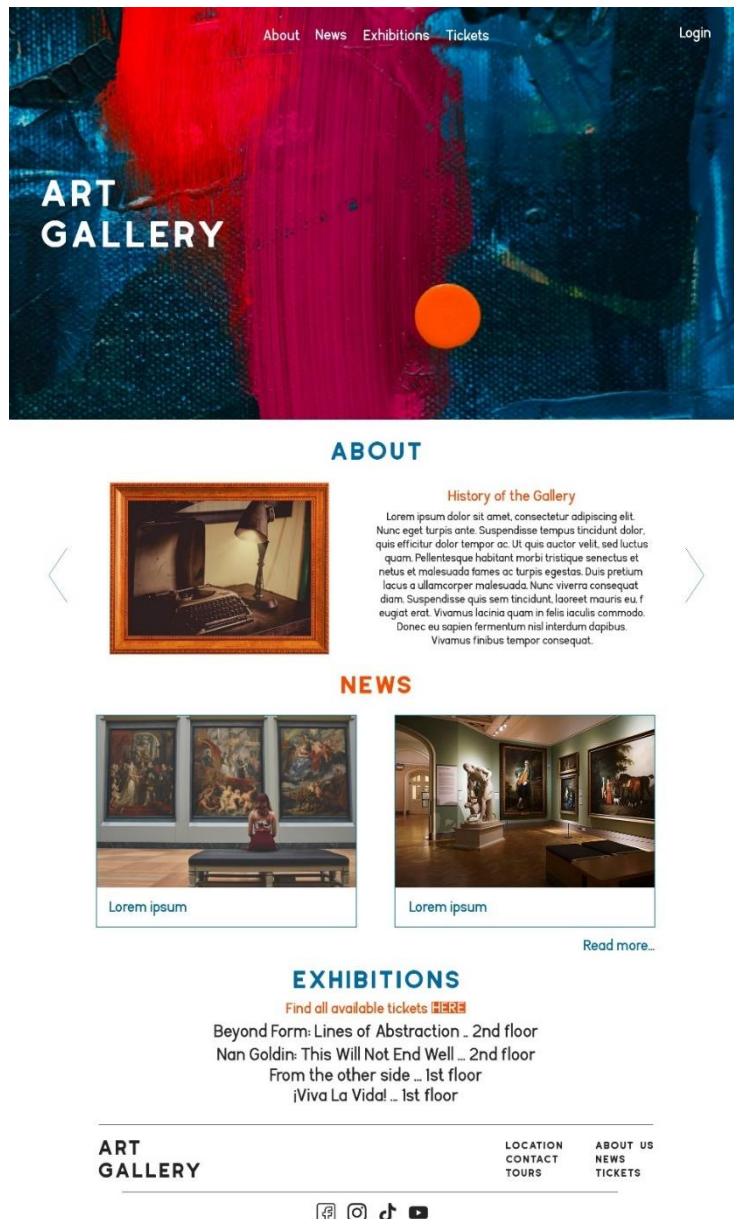 About News Exhibitions Tickets Login
ART
GALLERY
ABOUT
History of the Gallery
Lorem ipsum dolor sit amet, consectetur adipiscing elit.
Nunc eget turpis ante. Suspendisse tempus tincidunt dolor,
quis efficitur dolor tempor ac. Ut quis auctor velit, sed luctus
quam. Pellentesque habitant morbi tristique senectus et
netus et malesuada fames ac turpis egestas. Duis pretium
lacus a ullamcorper malesuada. Nunc viverra consequat
diam. Suspendisse quis sem tincidunt, laoreet mauris eu, f
eugiat erat. Vivamus lacinia quam in felis iaculis commodo.
Donec eu sapien fermentum nisl interdum dapibus.
Vivamus finibus tempor consequat.
NEWS
Lorem ipsum
Lorem ipsum
Read more...
EXHIBITIONS
Find all available tickets HERE
Beyond Form: Lines of Abstraction .. 2nd floor
Nan Goldin: This Will Not End Well ... 2nd floor
From the other side ... 1st floor
¡Viva La Vida! ... 1st floor
ART
GALLERY
LOCATION
CONTACT
TOURS
ABOUT US
NEWS
TICKETS